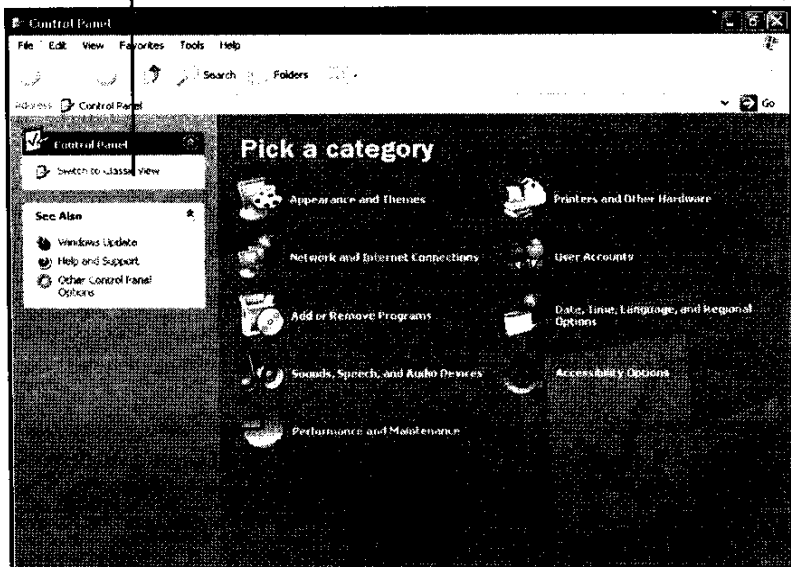 Control Panel
File Edit View Favorites Tools Help
Search Folders
Address Control Panel Go
Control Panel
Switch to Classic View
See Also
Windows Update
Help and Support
Other Control Panel
Options
Pick a category
Appearance and Themes
Printers and Other Hardware
Network and Internet Connections
User Accounts
Add or Remove Programs
Date, Time, Language, and Regional
Options
Sounds, Speech, and Audio Devices
Accessibility Options
Performance and Maintenance